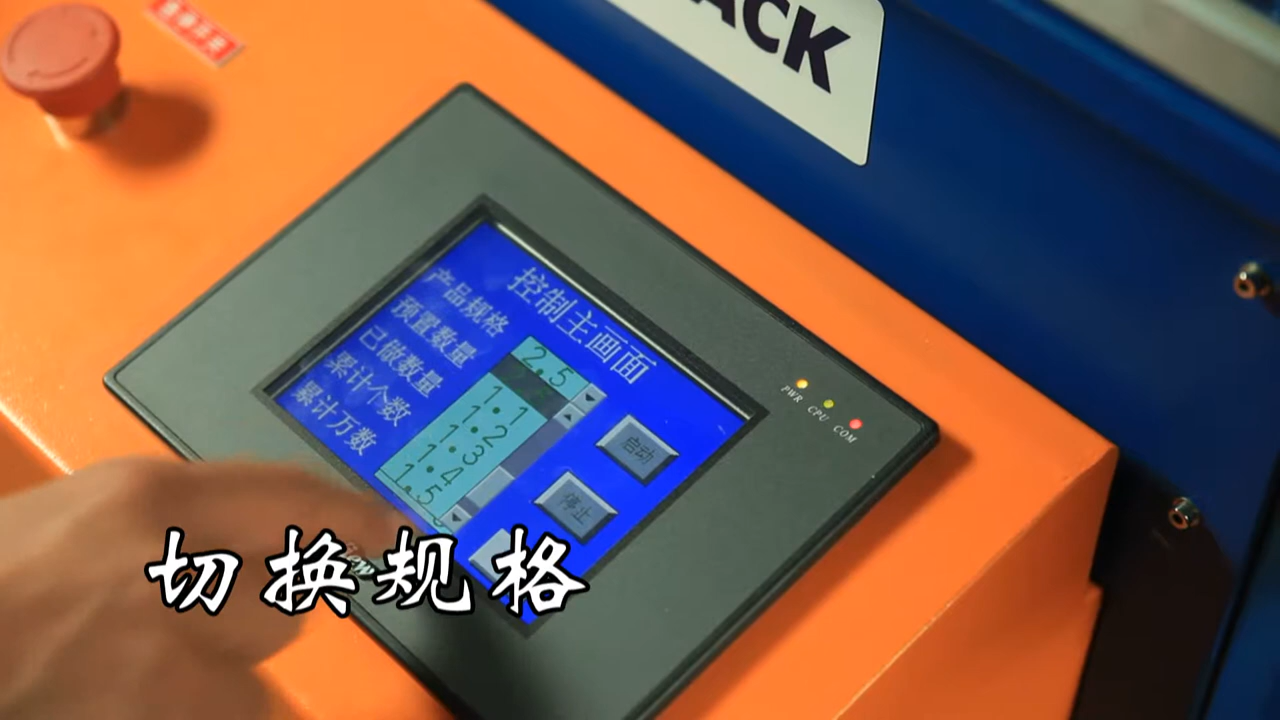 ACK
控制主画面
产品规格
预置数量
已做数量
累计个数
累计万数
2.5
1.1
1.2
1.3
1.4
1.5
启动
停止
PWR CPU COM
切换规格